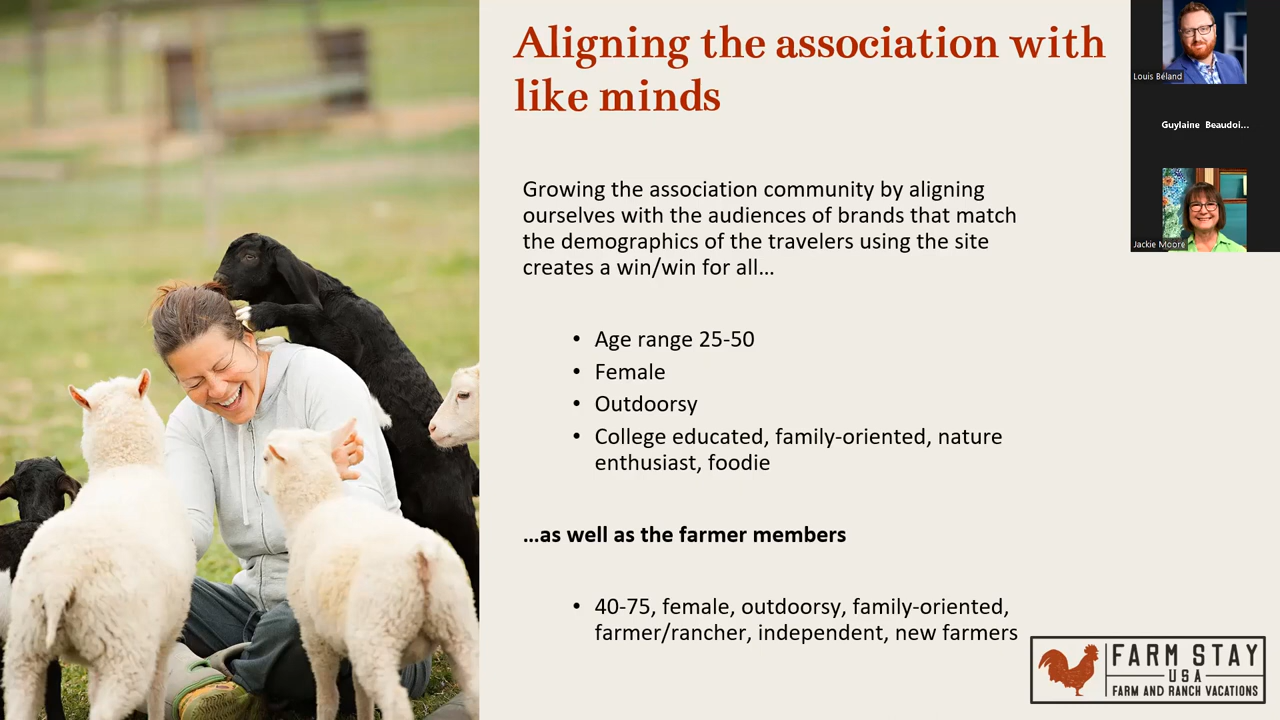 Aligning the association with
like minds
Growing the association community by aligning
ourselves with the audiences of brands that match
the demographics of the travelers using the site
creates a win/win for all…
• Age range 25-50
• Female
• Outdoorsy
• College educated, family-oriented, nature
enthusiast, foodie
…as well as the farmer members
• 40-75, female, outdoorsy, family-oriented,
farmer/rancher, independent, new farmers
FARM STAY
USA
FARM AND RANCH VACATIONS
Louis Béland
Guylaine Beaudoi...
Jackie Moore